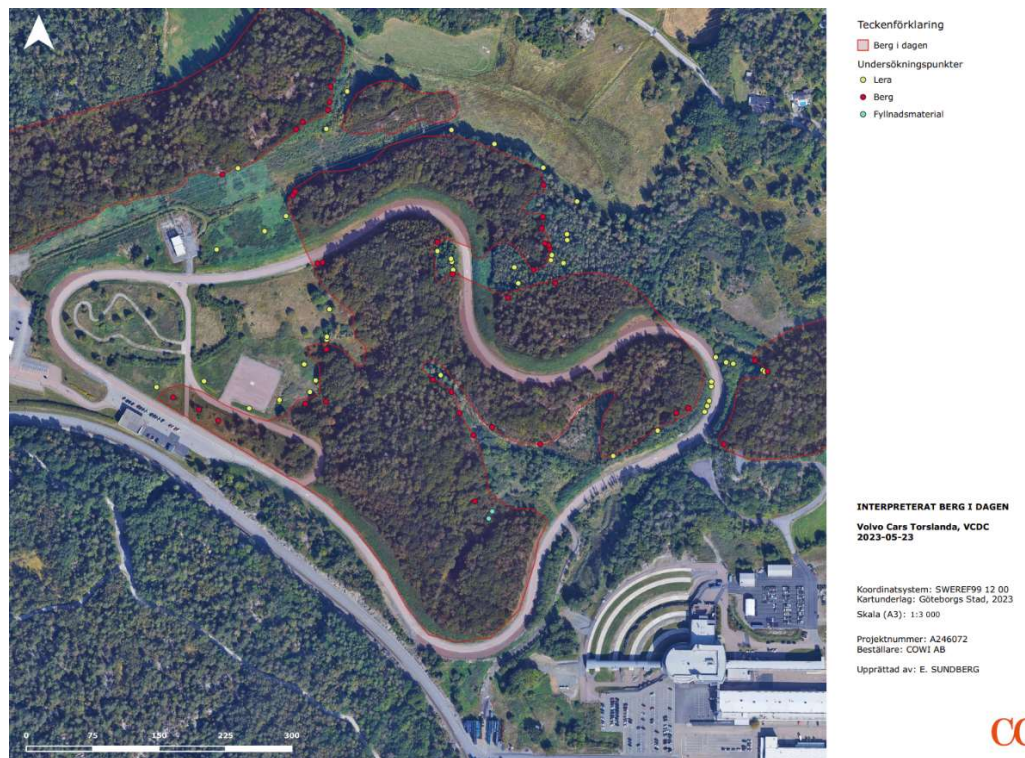 Teckenförklaring
Berg i dagen
Undersökningspunkter
Lera
Berg
Fyllnadsmaterial
INTERPRETERAT BERG I DAGEN
Volvo Cars Torslanda, VCDC
2023-05-23
Koordinatsystem: SWEREF99 12 00
Kartunderlag: Göteborgs Stad, 2023
Skala (A3): 1:3 000
Projektnummer: A246072
Beställare: COWI AB
Upprättad av: E. SUNDBERG
0 75 150 225 300
CO